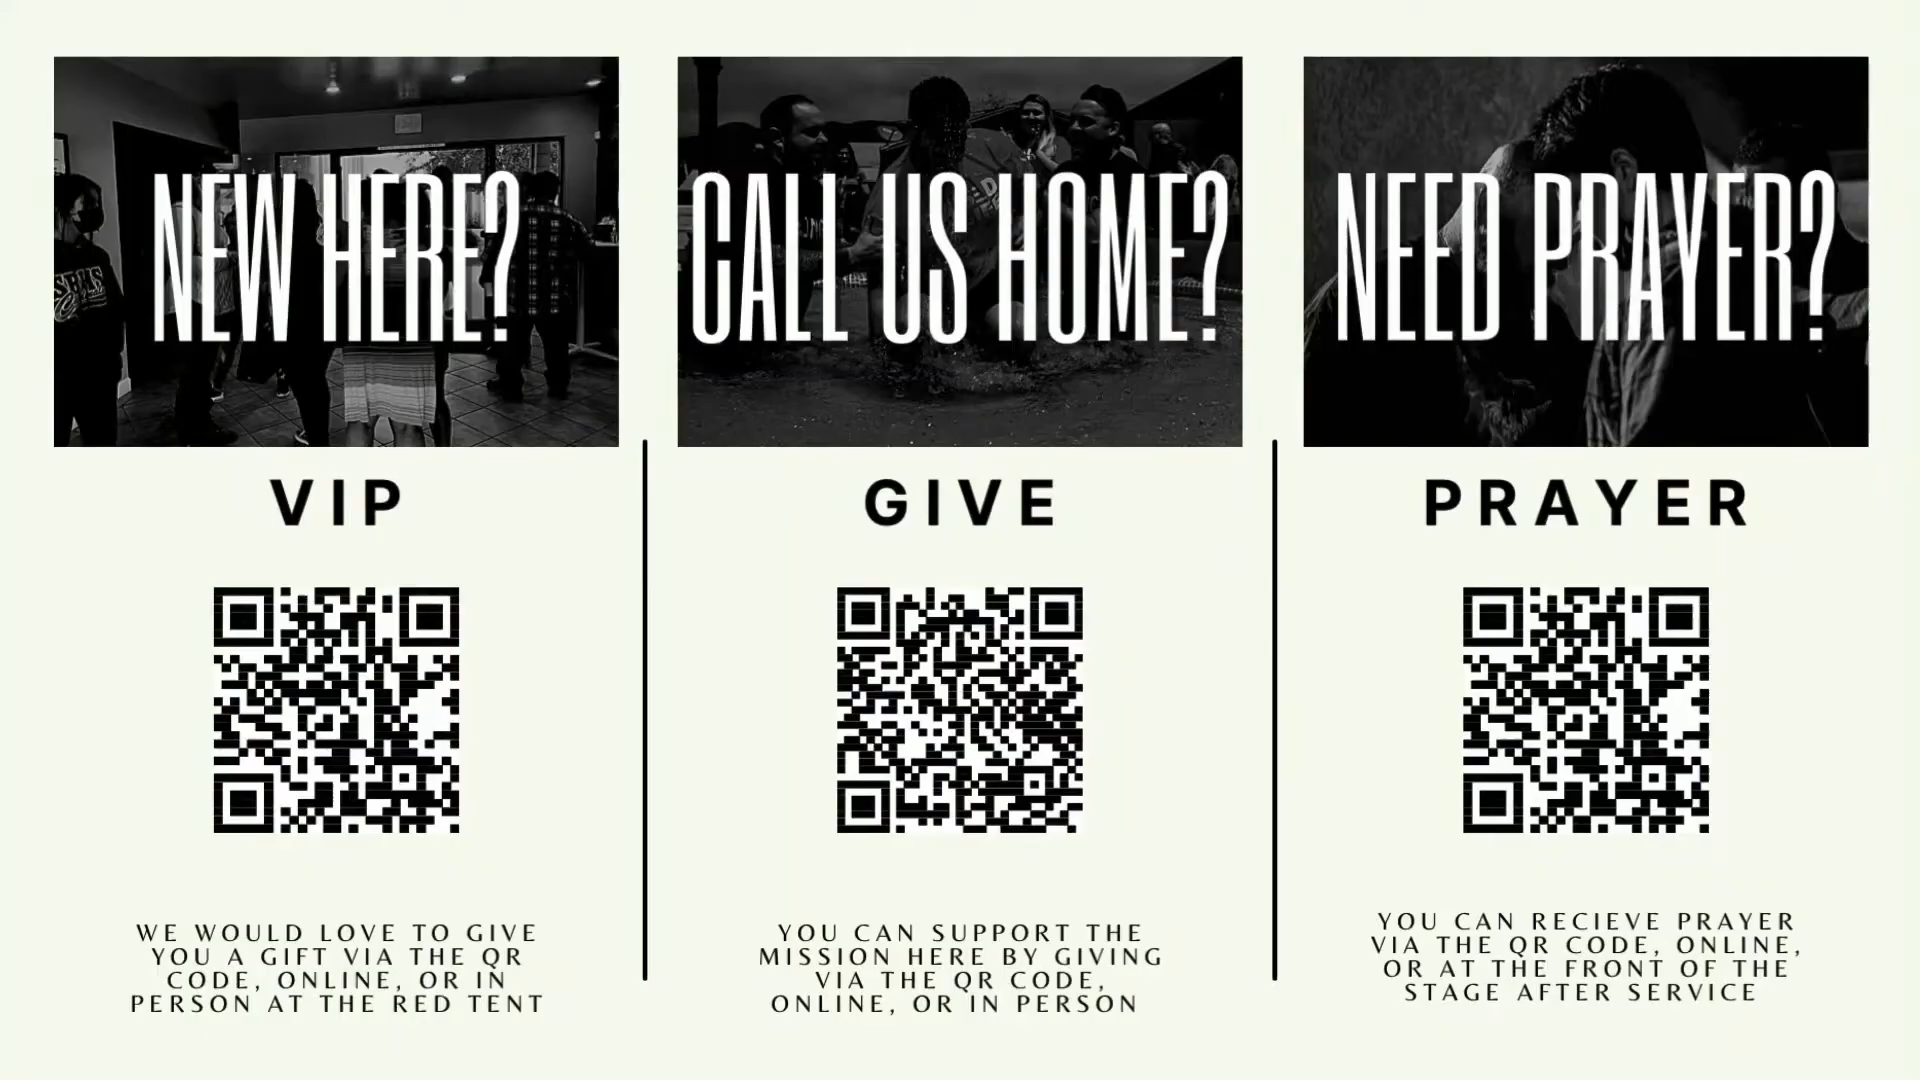 NEW HERE?
VIP
WE WOULD LOVE TO GIVE
YOU A GIFT VIA THE QR
CODE, ONLINE, OR IN
PERSON AT THE RED TENT
CALL US HOME?
GIVE
YOU CAN SUPPORT THE
MISSION HERE BY GIVING
VIA THE QR CODE,
ONLINE, OR IN PERSON
NEED PRAYER?
PRAYER
YOU CAN RECIEVE PRAYER
VIA THE QR CODE, ONLINE,
OR AT THE FRONT OF THE
STAGE AFTER SERVICE